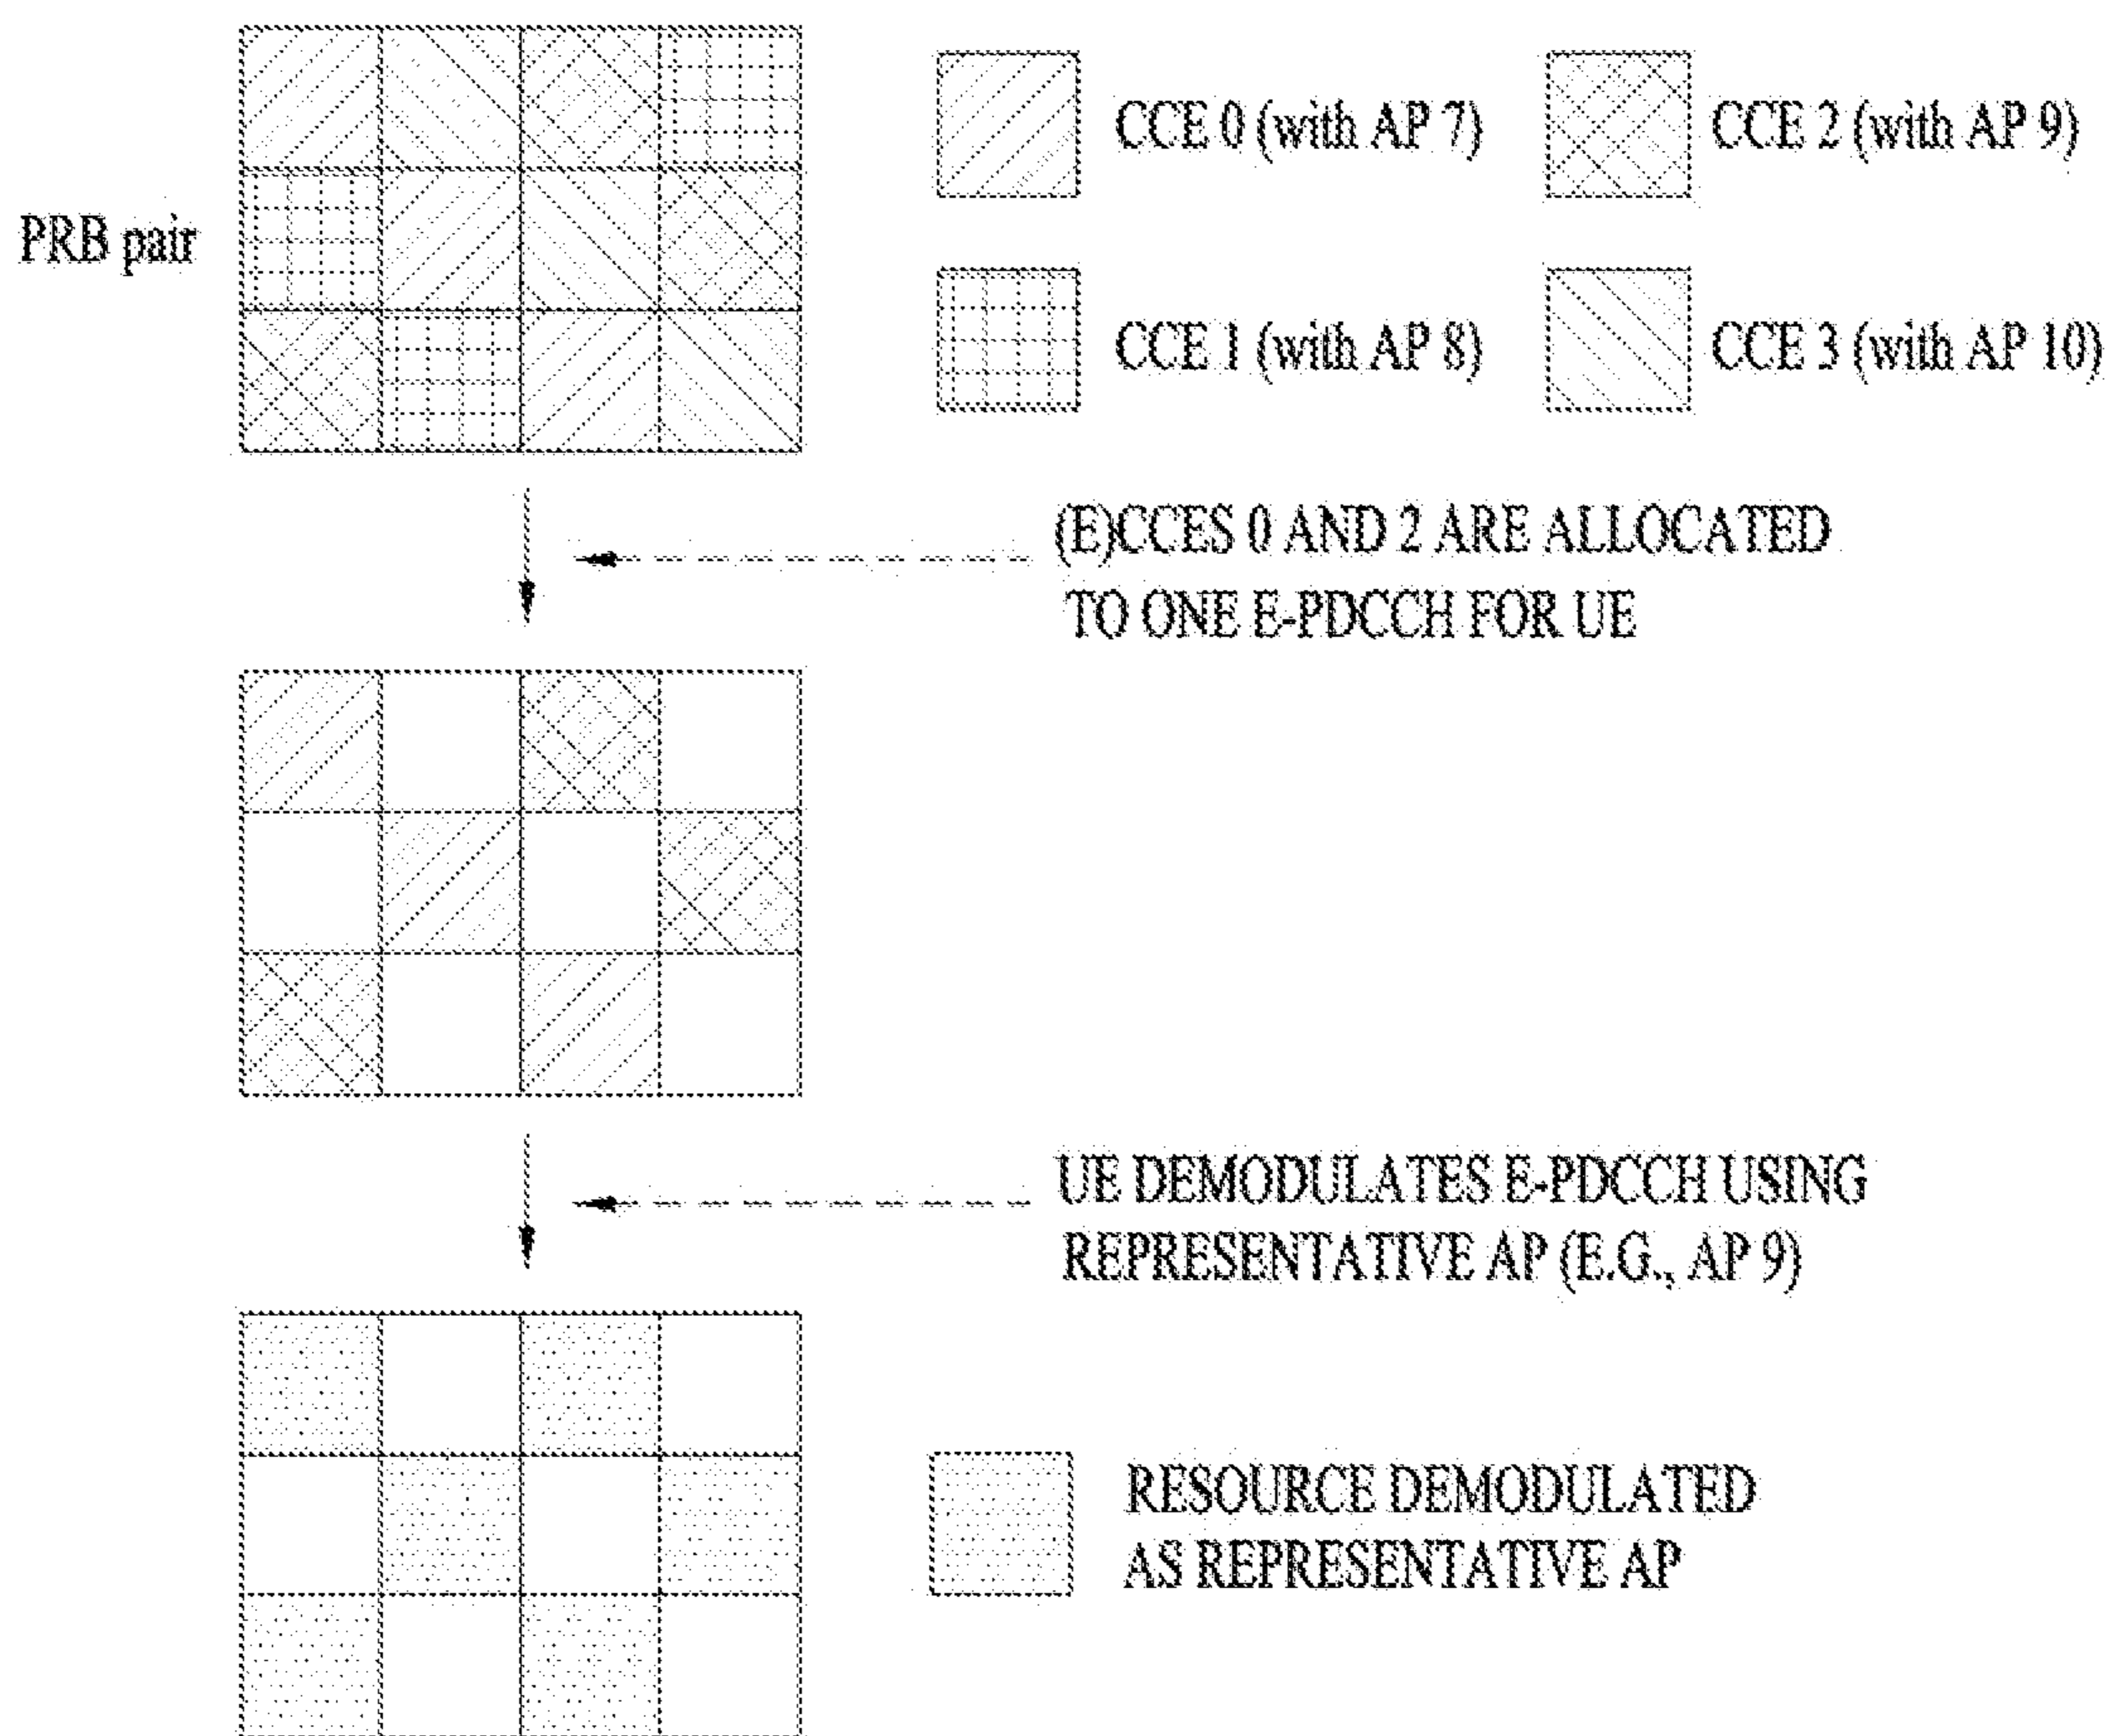 CCE 0 (with AP 7)
CCE 2 (with AP 9)
PRB pair
CCE 1 (with AP 8)
CCE 3 (with AP 10)
(E)CCES 0 AND 2 ARE ALLOCATED
TO ONE E-PDCCH FOR UE
UE DEMODULATES E-PDCCH USING
REPRESENTATIVE AP (E.G., AP 9)
RESOURCE DEMODULATED
AS REPRESENTATIVE AP